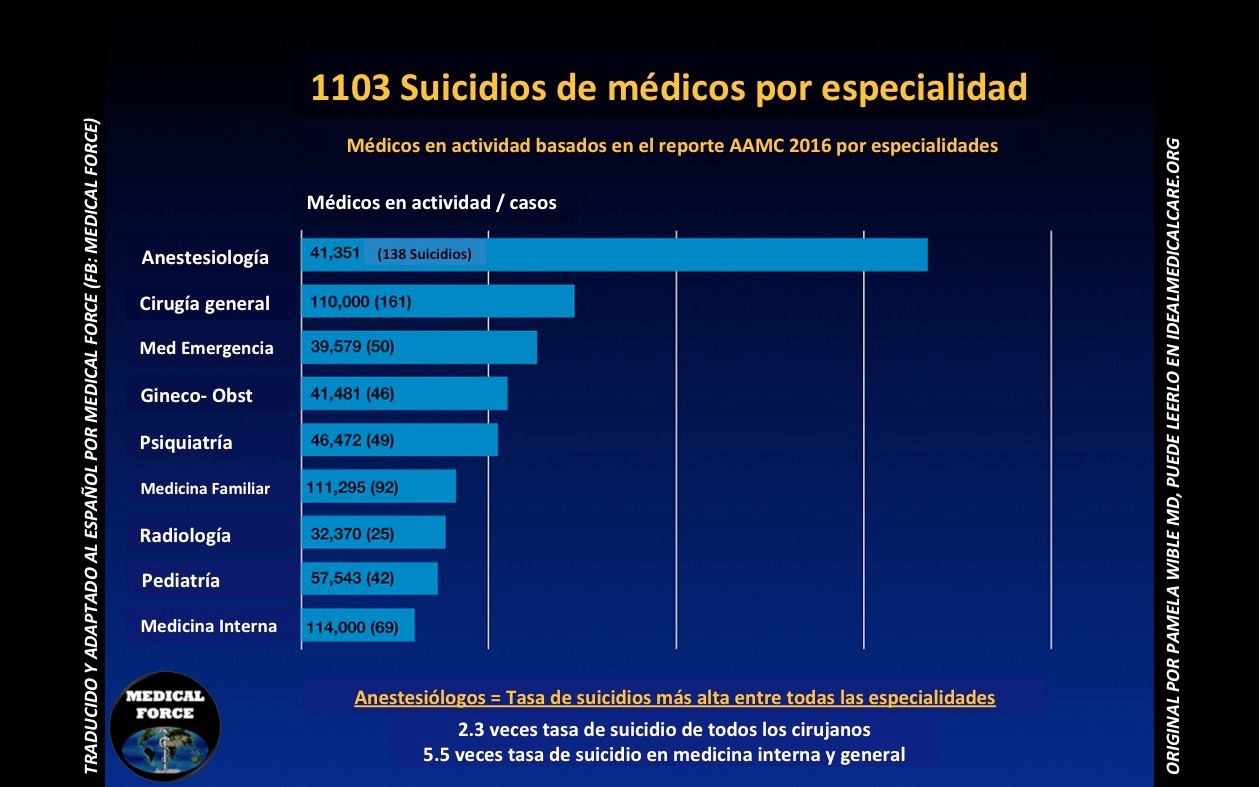 1103 Suicidios de médicos por especialidad
Médicos en actividad basados en el reporte AAMC 2016 por especialidades
Médicos en actividad / casos
Anestesiología 41,351 (138 Suicidios)
Cirugía general 110,000 (161)
Med Emergencia 39,579 (50)
Gineco- Obst 41,481 (46)
Psiquiatría 46,472 (49)
Medicina Familiar 111,295 (92)
Radiología 32,370 (25)
Pediatría 57,543 (42)
Medicina Interna 114,000 (69)
Anestesiólogos = Tasa de suicidios más alta entre todas las especialidades
2.3 veces tasa de suicidio de todos los cirujanos
5.5 veces tasa de suicidio en medicina interna y general
MEDICAL
FORCE
TRADUCIDO Y ADAPTADO AL ESPAÑOL POR MEDICAL FORCE (FB: MEDICAL FORCE)
ORIGINAL POR PAMELA WIBLE MD, PUEDE LEERLO EN IDEALMEDICALCARE.ORG